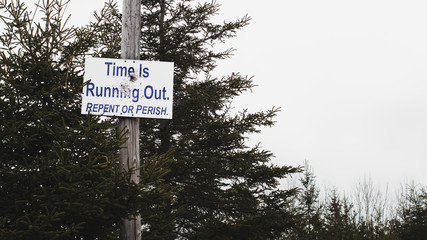 Time Is
Running Out.
REPENT OR PERISH.